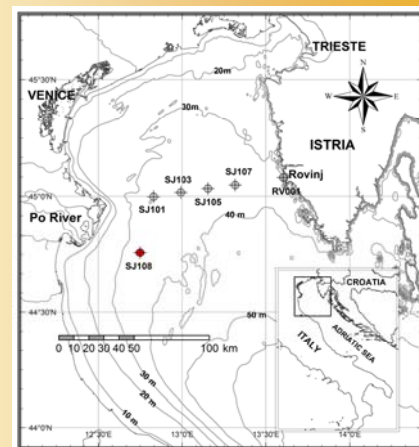 TRIESTE
20m
45°30'
VENICE
N
W E
S
30m
ISTRIA
SJ107
Rovinj
SJ103
RV001
45°0'
SJ101
SJ105
Po River
40 m
SJ108
CROATIA
44°30'
50 m
ADRIATIC SEA
ITALY
0 10 20 30 40 50 100 km
30 m
20 m
10 m
44°0'
12°30'E 13°0' 13°30' 14°0'